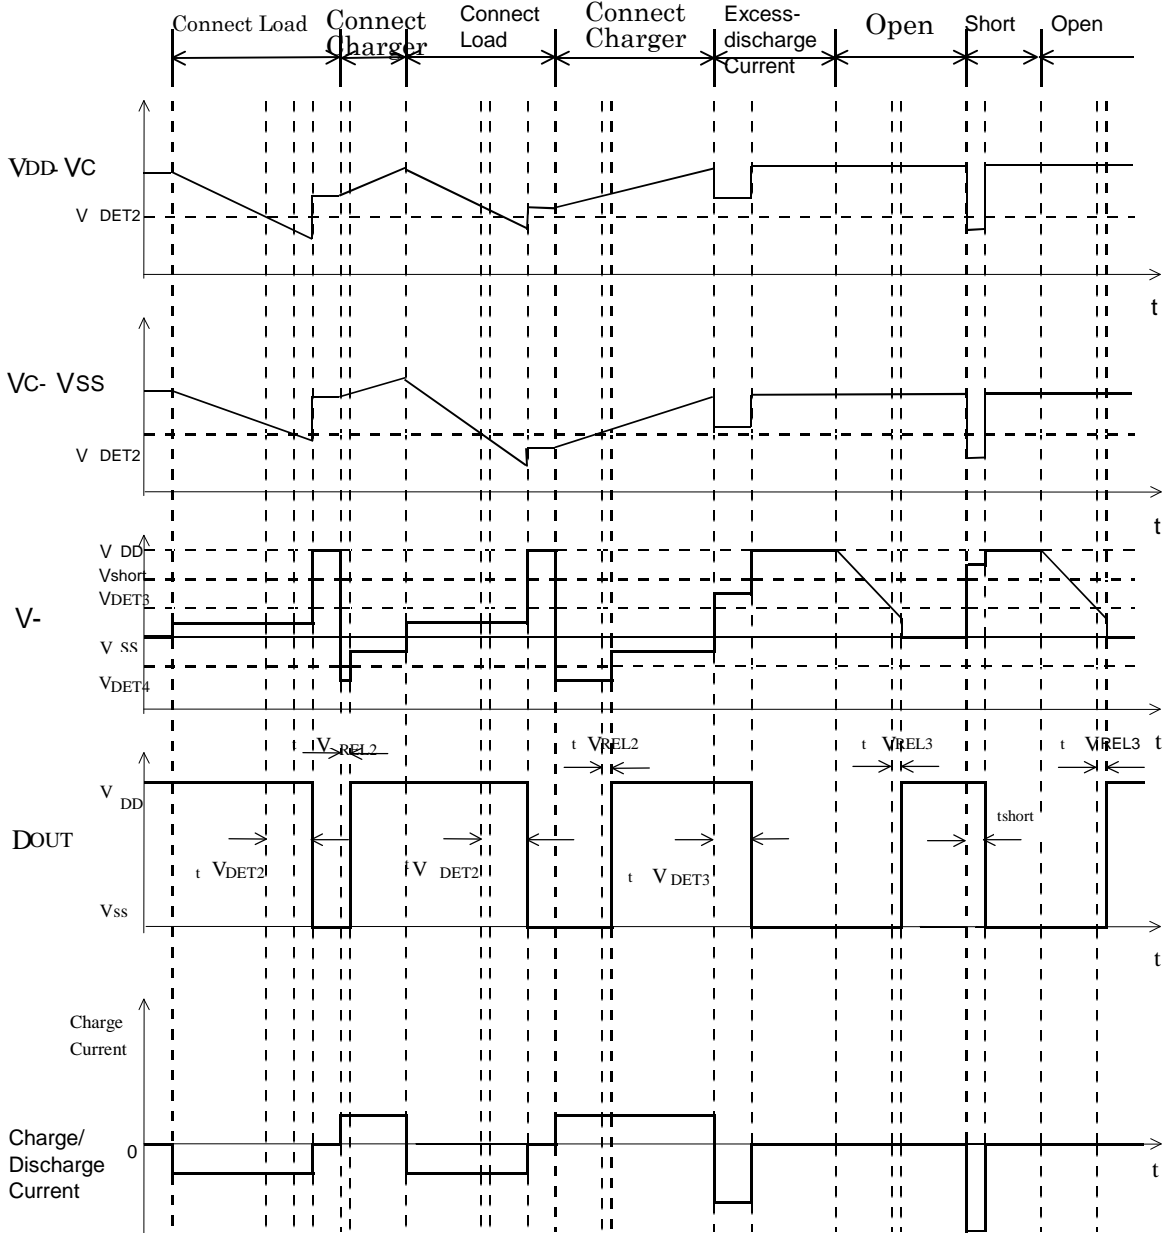 Connect Load
Connect
Charger
Connect
Load
Connect
Charger
Excess-
discharge
Current
Open
Short
Open
VDD- VC
V DET2
t
VC- VSS
V DET2
t
V DD
Vshort
VDET3
V-
V SS
VDET4
t
t VREL2
t VREL2
t VREL3
t VREL3
V DD
DOUT
tshort
t VDET2
t V DET2
t V DET3
Vss
t
Charge
Current
Charge/
Discharge
Current
0
t